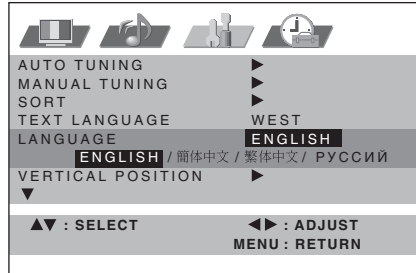 AUTO TUNING ▶
MANUAL TUNING ▶
SORT ▶
TEXT LANGUAGE WEST
LANGUAGE ENGLISH
ENGLISH / 簡体中文 / 繁体中文 / РУССИЙ
VERTICAL POSITION ▶
▼
▲▼ : SELECT ◀▶ : ADJUST
MENU : RETURN